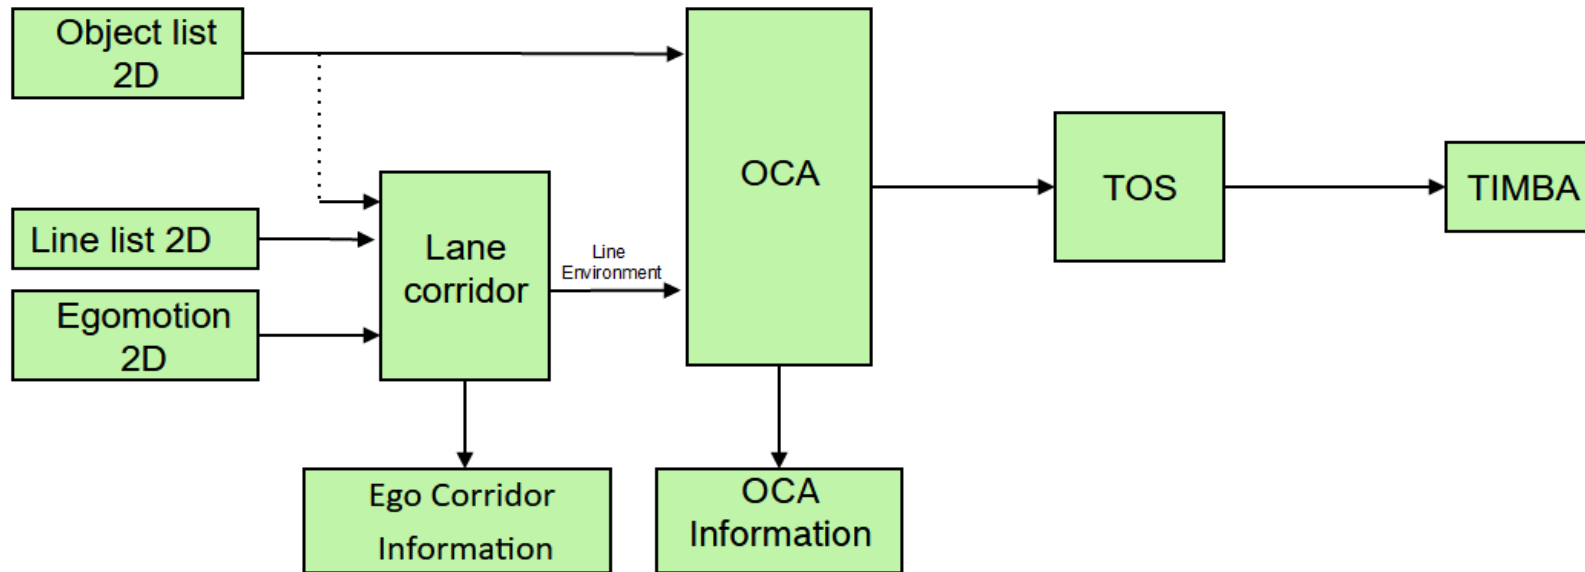 Object list
2D
OCA
TOS
TIMBA
Line list 2D
Lane
corridor
Line
Environment
Egomotion
2D
Ego Corridor
Information
OCA
Information